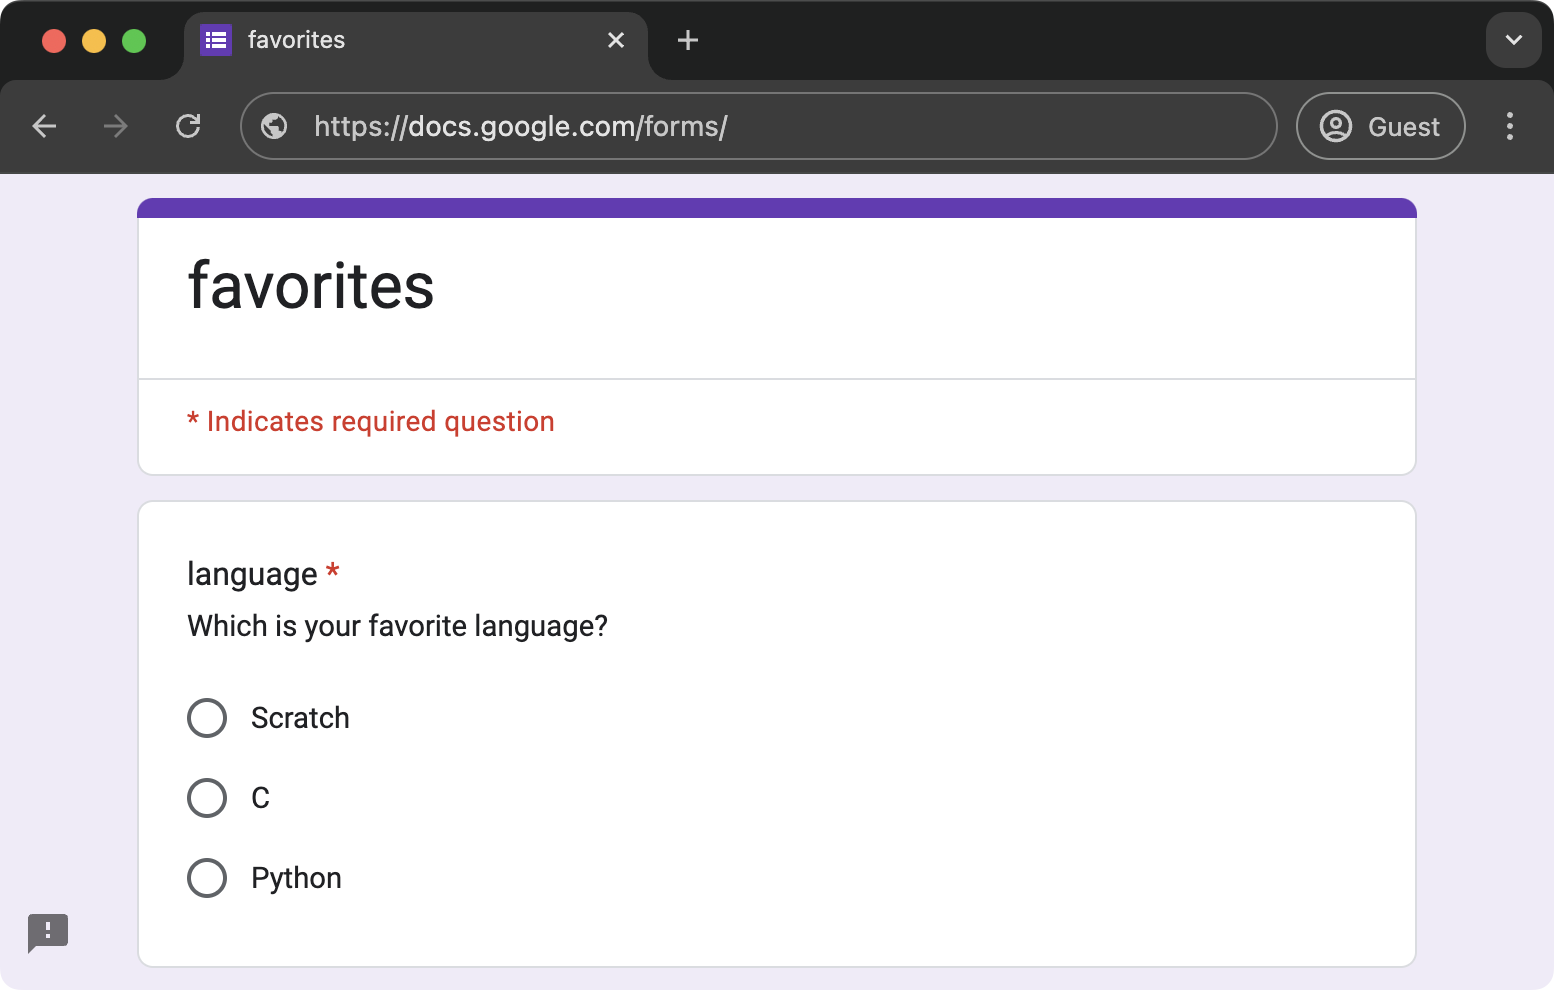 favorites
https://docs.google.com/forms/
Guest
favorites
* Indicates required question
language *
Which is your favorite language?
Scratch
C
Python